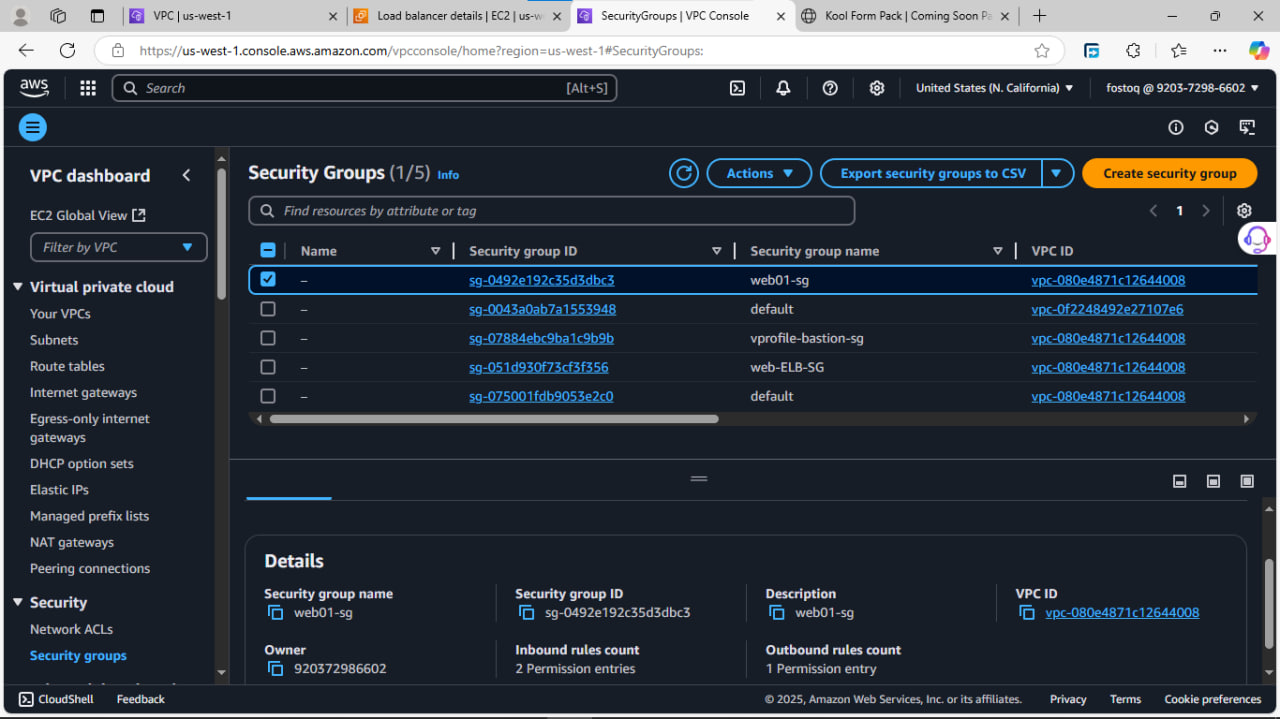 VPC | us-west-1
Load balancer details | EC2 | us-we
SecurityGroups | VPC Console
Kool Form Pack | Coming Soon Pa
https://us-west-1.console.aws.amazon.com/vpcconsole/home?region=us-west-1#SecurityGroups:
aws
Search
[Alt+S]
United States (N. California)
fostoq @ 9203-7298-6602
VPC dashboard
EC2 Global View
Filter by VPC
Virtual private cloud
Your VPCs
Subnets
Route tables
Internet gateways
Egress-only internet
gateways
DHCP option sets
Elastic IPs
Managed prefix lists
NAT gateways
Peering connections
Security
Network ACLs
Security groups
Security Groups (1/5) Info
Actions
Export security groups to CSV
Create security group
Find resources by attribute or tag
1
Name Security group ID Security group name VPC ID
– sg-0492e192c35d3dbc3 web01-sg vpc-080e4871c12644008
– sg-0043a0ab7a1553948 default vpc-0f2248492e27107e6
– sg-07884ebc9ba1c9b9b vprofile-bastion-sg vpc-080e4871c12644008
– sg-051d930f73cf3f356 web-ELB-SG vpc-080e4871c12644008
– sg-075001fdb9053e2c0 default vpc-080e4871c12644008
Details
Security group name
web01-sg
Security group ID
sg-0492e192c35d3dbc3
Description
web01-sg
VPC ID
vpc-080e4871c12644008
Owner
920372986602
Inbound rules count
2 Permission entries
Outbound rules count
1 Permission entry
CloudShell
Feedback
© 2025, Amazon Web Services, Inc. or its affiliates.
Privacy
Terms
Cookie preferences